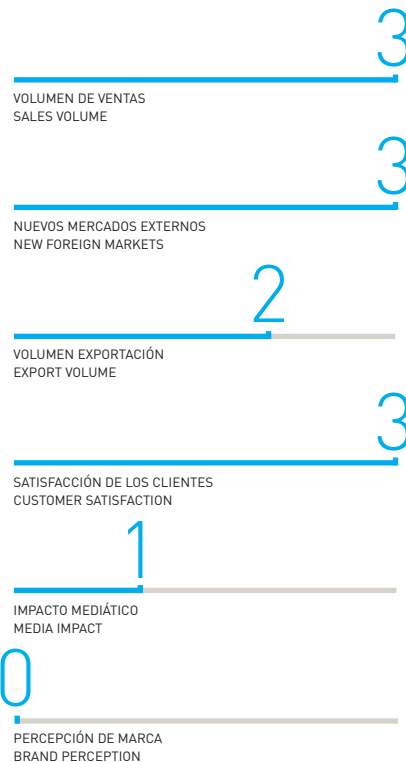 3
VOLUMEN DE VENTAS
SALES VOLUME
3
NUEVOS MERCADOS EXTERNOS
NEW FOREIGN MARKETS
2
VOLUMEN EXPORTACIÓN
EXPORT VOLUME
3
SATISFACCIÓN DE LOS CLIENTES
CUSTOMER SATISFACTION
1
IMPACTO MEDIÁTICO
MEDIA IMPACT
0
PERCEPCIÓN DE MARCA
BRAND PERCEPTION